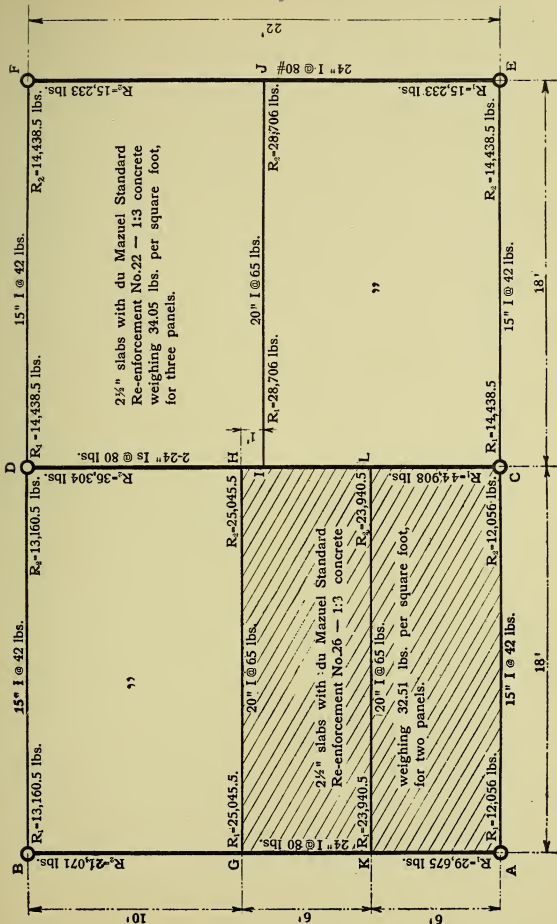 B
D
F
15" I @ 42 lbs.
15" I @ 42 lbs.
R₁=13,160.5 lbs.
R₂=13,160.5 lbs.
R₁=14,438.5 lbs.
R₂=14,438.5 lbs.
R₂=21,071 lbs.
R₂=35,304 lbs.
R₂=15,233 lbs.
2½" slabs with du Mazuel Standard
Re-enforcement No.22 — 1:3 concrete
weighing 34.05 lbs. per square foot,
for three panels.
"
10'
22'
2-24" Is @ 80 lbs.
G
H
1'
I
J
20" I @ 65 lbs.
R₁=28,706 lbs.
R₂=28,706 lbs.
R₁=25,045.5.
R₂=25,045.5
20" I @ 65 lbs.
24" I @ 80#
24" I @ 80 lbs.
2½" slabs with du Mazuel Standard
Re-enforcement No.26 — 1:3 concrete
6'
K
L
R₁=23,940.5
R₂=23,940.5
20" I @ 65 lbs.
weighing 32.51 lbs. per square foot,
for two panels.
"
6'
R₁=29,675 lbs.
R₁=44,908 lbs.
R₁=15,233 lbs.
R₁=12,056 lbs.
R₂=12,056 lbs.
R₁=14,438.5
R₂=14,438.5 lbs.
A
C
E
15" I @ 42 lbs.
15" I @ 42 lbs.
18'
18'